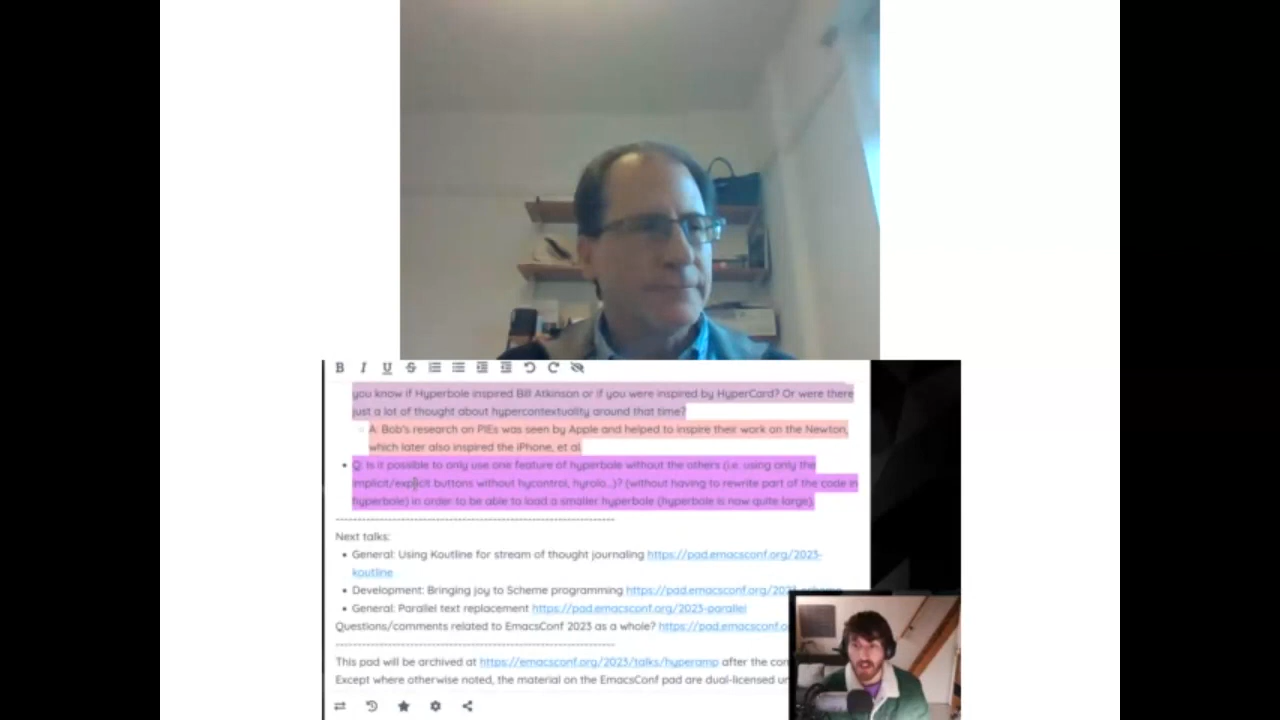 B I U S
you know if Hyperbole inspired Bill Atkinson or if you were inspired by HyperCard? Or were there
just a lot of thought about hypercontextuality around that time?
A: Bob's research on PIEs was seen by Apple and helped to inspire their work on the Newton,
which later also inspired the iPhone, et al
Q: Is it possible to only use one feature of hyperbole without the others (i.e. using only the
implicit/explicit buttons without hycontrol, hyrolo...)? (without having to rewrite part of the code in
hyperbole) in order to be able to load a smaller hyperbole (hyperbole is now quite large).
Next talks:
General: Using Koutline for stream of thought journaling https://pad.emacsconf.org/2023-
koutline
Development: Bringing joy to Scheme programming https://pad.emacsconf.org/2023-scheme
General: Parallel text replacement https://pad.emacsconf.org/2023-parallel
Questions/comments related to EmacsConf 2023 as a whole? https://pad.emacsconf.o
This pad will be archived at https://emacsconf.org/2023/talks/hyperamp after the con
Except where otherwise noted, the material on the EmacsConf pad are dual-licensed un